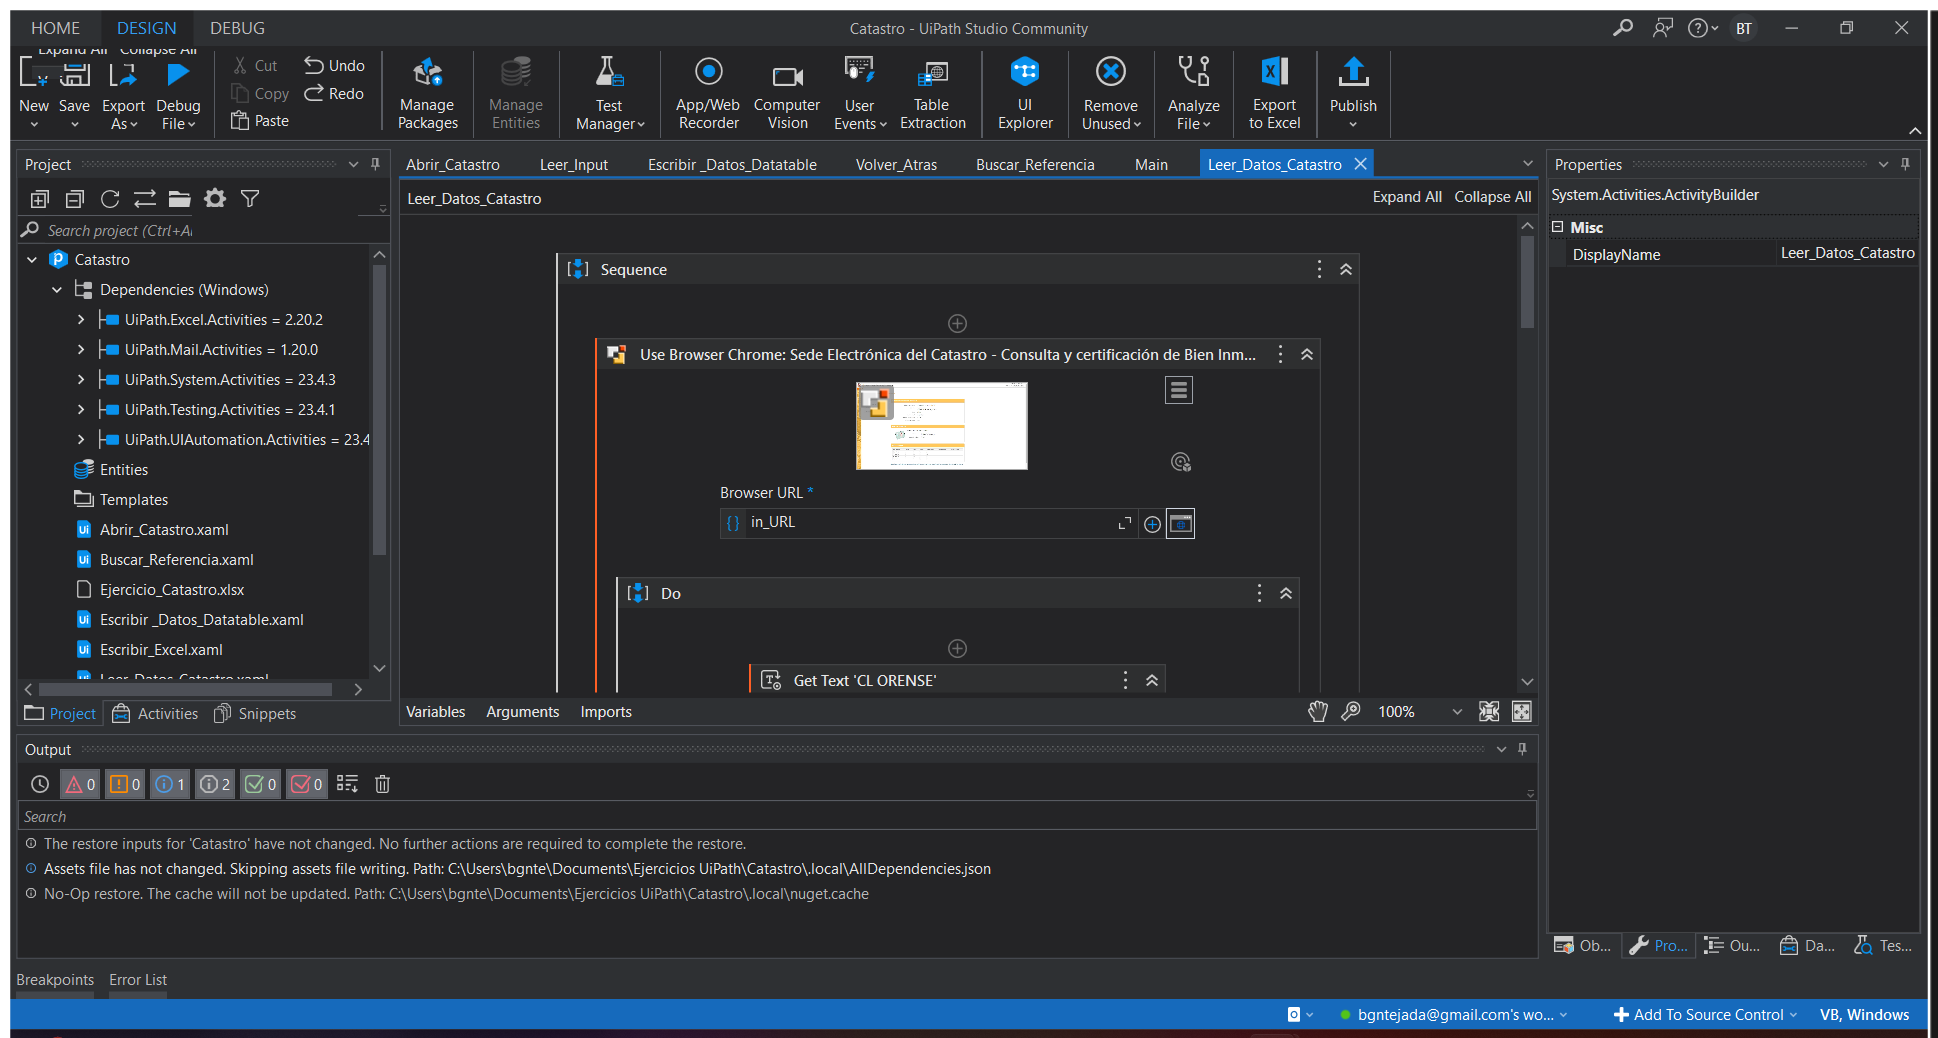 HOME DESIGN DEBUG Catastro - UiPath Studio Community BT
Expand All Collapse All
Cut Undo
Copy Redo
Paste
New Save Export As Debug File
Manage Packages Manage Entities Test Manager App/Web Recorder Computer Vision User Events Table Extraction UI Explorer Remove Unused Analyze File Export to Excel Publish
Project
Search project (Ctrl+Al
Catastro
Dependencies (Windows)
UiPath.Excel.Activities = 2.20.2
UiPath.Mail.Activities = 1.20.0
UiPath.System.Activities = 23.4.3
UiPath.Testing.Activities = 23.4.1
UiPath.UIAutomation.Activities = 23.4
Entities
Templates
Abrir_Catastro.xaml
Buscar_Referencia.xaml
Ejercicio_Catastro.xlsx
Escribir _Datos_Datatable.xaml
Escribir_Excel.xaml
Leer_Datos_Catastro.xaml
Project Activities Snippets
Abrir_Catastro Leer_Input Escribir _Datos_Datatable Volver_Atras Buscar_Referencia Main Leer_Datos_Catastro
Leer_Datos_Catastro Expand All Collapse All
Sequence
Use Browser Chrome: Sede Electrónica del Catastro - Consulta y certificación de Bien Inm...
Browser URL *
{} in_URL
Do
Get Text 'CL ORENSE'
Variables Arguments Imports 100%
Properties
System.Activities.ActivityBuilder
Misc
DisplayName Leer_Datos_Catastro
Ob... Pro... Ou... Da... Tes...
Output
0 0 1 2 0 0
Search
The restore inputs for 'Catastro' have not changed. No further actions are required to complete the restore.
Assets file has not changed. Skipping assets file writing. Path: C:\Users\bgnte\Documents\Ejercicios UiPath\Catastro\.local\AllDependencies.json
No-Op restore. The cache will not be updated. Path: C:\Users\bgnte\Documents\Ejercicios UiPath\Catastro\.local\nuget.cache
Breakpoints Error List
bgntejada@gmail.com's wo... Add To Source Control VB, Windows